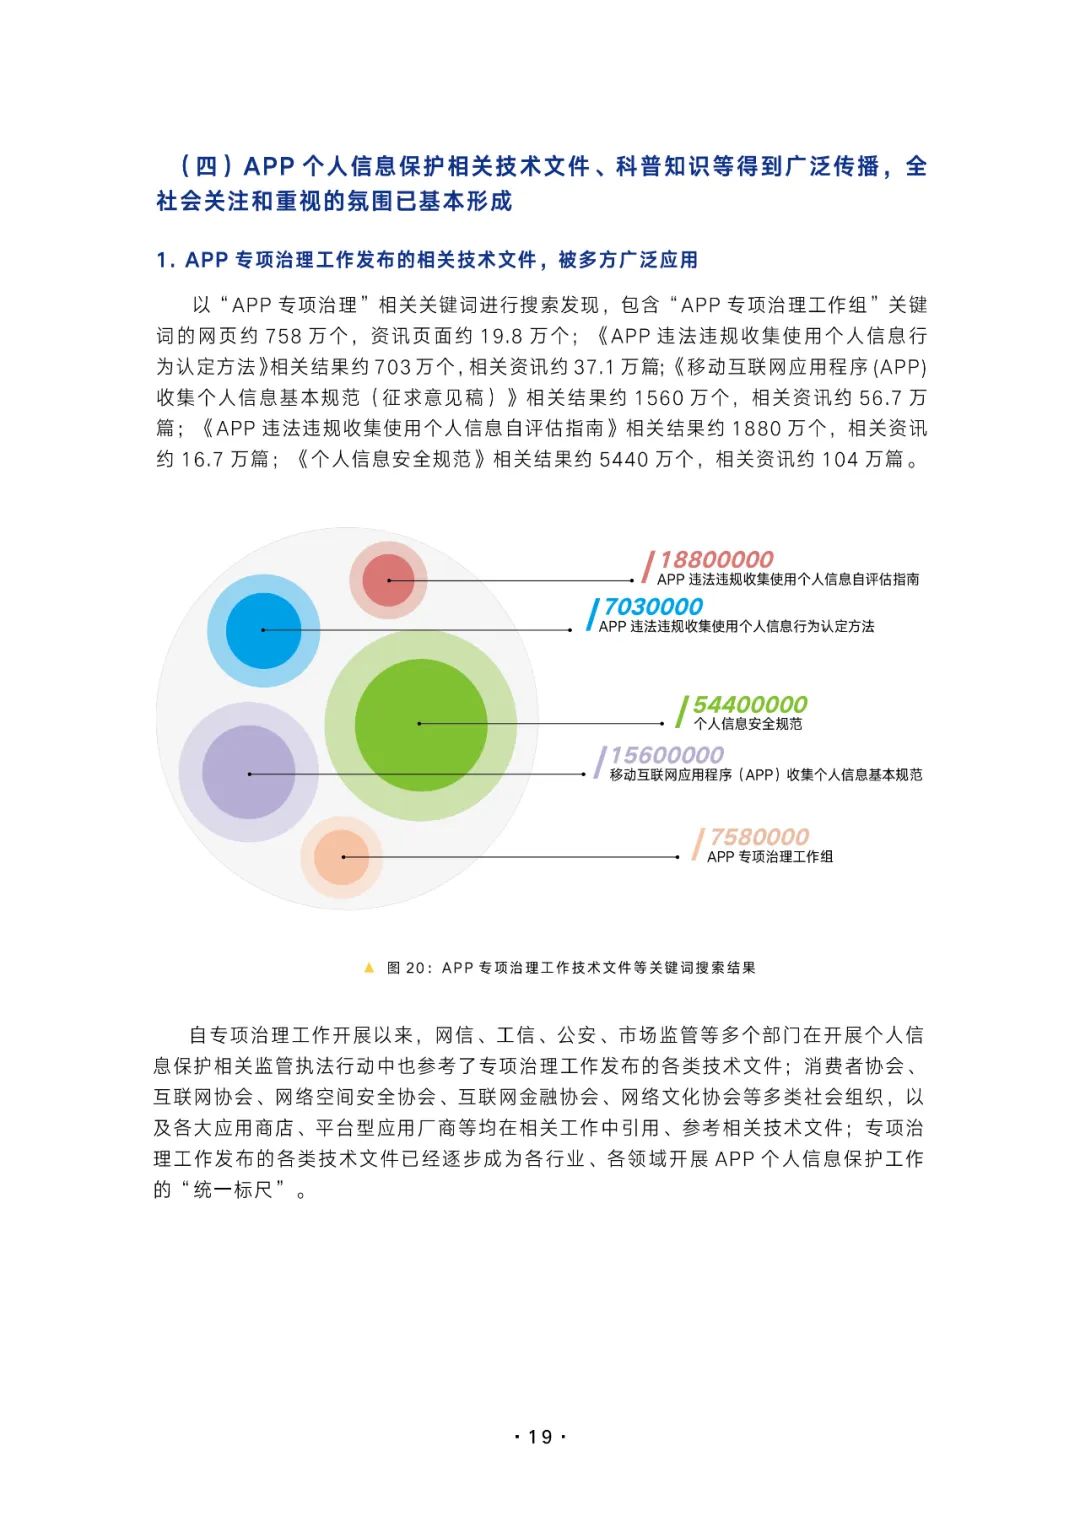 （四）APP 个人信息保护相关技术文件、科普知识等得到广泛传播，全
社会关注和重视的氛围已基本形成
1. APP 专项治理工作发布的相关技术文件，被多方广泛应用
以“APP 专项治理”相关关键词进行搜索发现，包含“APP 专项治理工作组”关键
词的网页约 758 万个，资讯页面约 19.8 万个；《APP 违法违规收集使用个人信息行
为认定方法》相关结果约 703 万个，相关资讯约 37.1 万篇；《移动互联网应用程序 (APP)
收集个人信息基本规范（征求意见稿）》相关结果约 1560 万个，相关资讯约 56.7 万
篇；《APP 违法违规收集使用个人信息自评估指南》相关结果约 1880 万个，相关资讯
约 16.7 万篇；《个人信息安全规范》相关结果约 5440 万个，相关资讯约 104 万篇。
18800000
APP 违法违规收集使用个人信息自评估指南
7030000
APP 违法违规收集使用个人信息行为认定方法
54400000
个人信息安全规范
15600000
移动互联网应用程序（APP）收集个人信息基本规范
7580000
APP 专项治理工作组
▲ 图 20：APP 专项治理工作技术文件等关键词搜索结果
自专项治理工作开展以来，网信、工信、公安、市场监管等多个部门在开展个人信
息保护相关监管执法行动中也参考了专项治理工作发布的各类技术文件；消费者协会、
互联网协会、网络空间安全协会、互联网金融协会、网络文化协会等多类社会组织，以
及各大应用商店、平台型应用厂商等均在相关工作中引用、参考相关技术文件；专项治
理工作发布的各类技术文件已经逐步成为各行业、各领域开展 APP 个人信息保护工作
的“统一标尺”。
· 19 ·